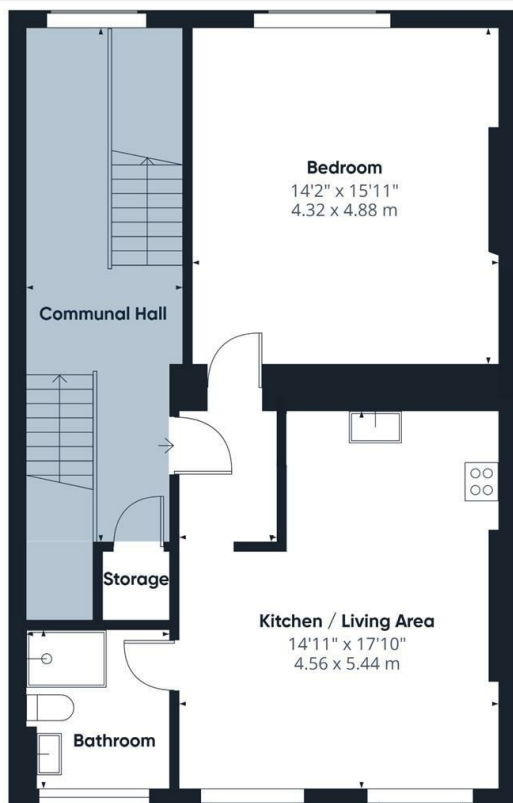 Bedroom
14'2" x 15'11"
4.32 x 4.88 m
Communal Hall
Storage
Kitchen / Living Area
14'11" x 17'10"
4.56 x 5.44 m
Bathroom